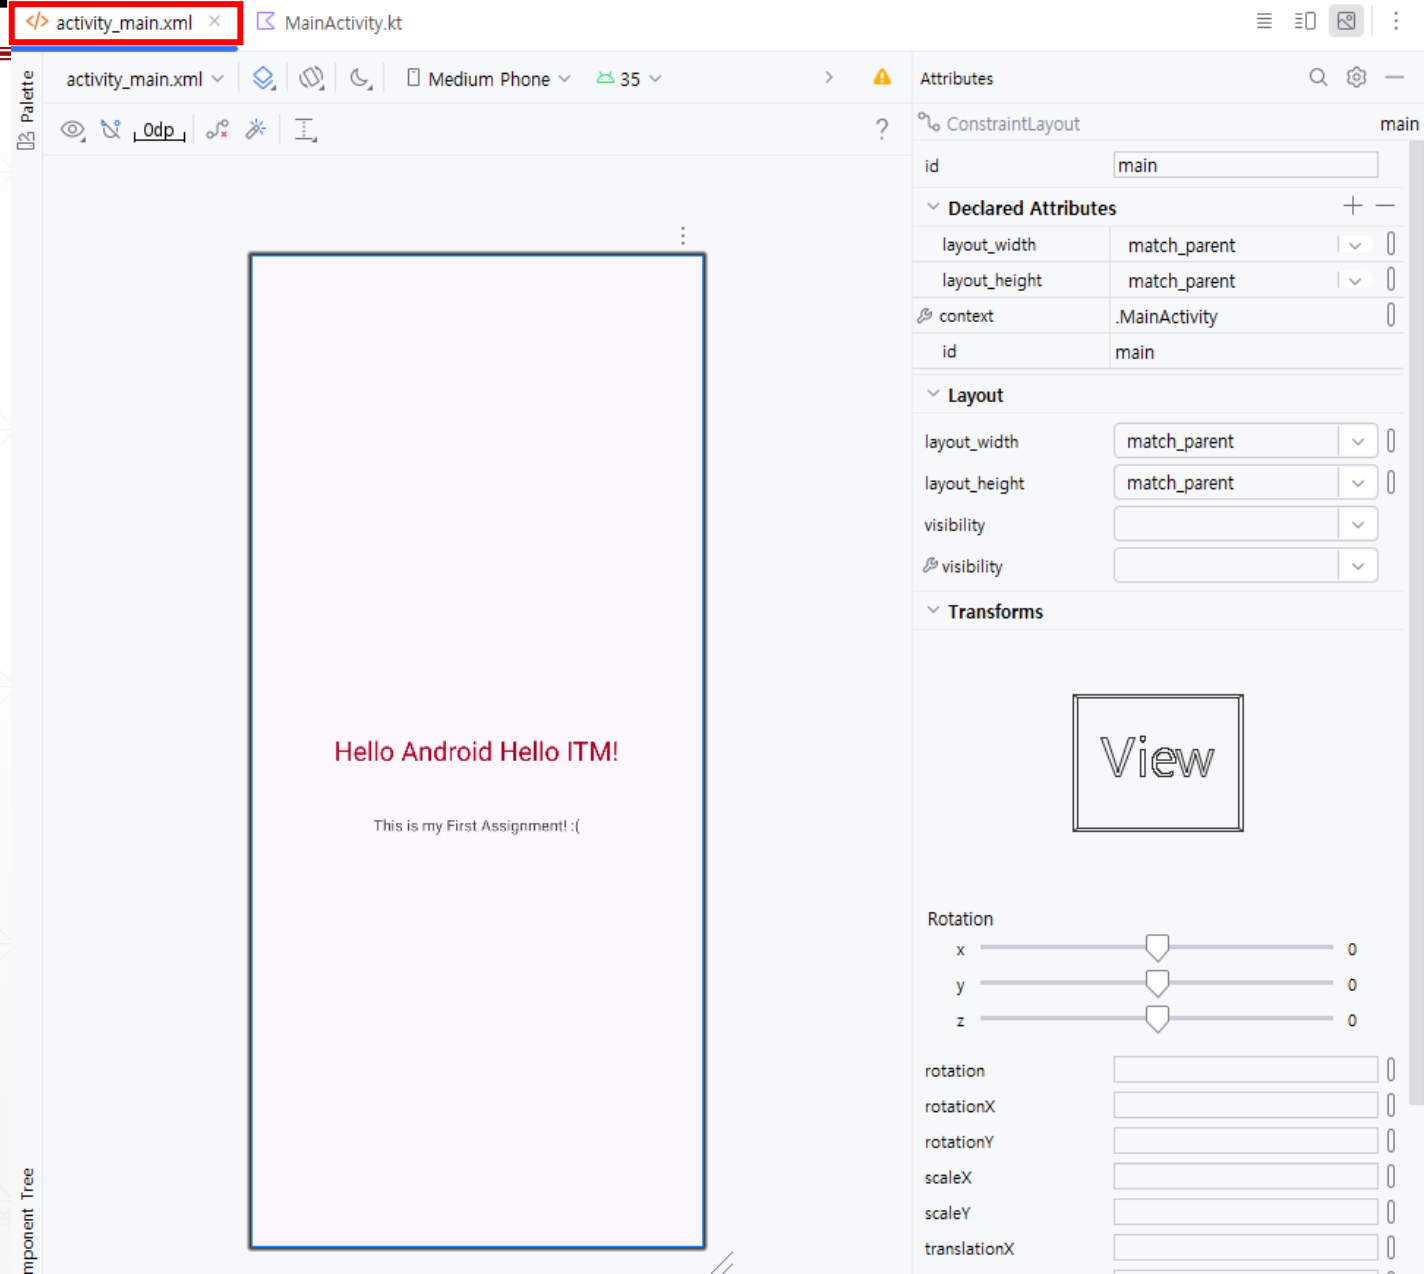 activity_main.xml
MainActivity.kt
Palette
activity_main.xml
Medium Phone
35
0dp
?
Attributes
ConstraintLayout
main
id
main
Declared Attributes
layout_width
match_parent
layout_height
match_parent
context
.MainActivity
id
main
Layout
layout_width
match_parent
layout_height
match_parent
visibility
visibility
Transforms
View
Rotation
x
0
y
0
z
0
rotation
rotationX
rotationY
scaleX
scaleY
translationX
Hello Android Hello ITM!
This is my First Assignment! :(
mponent Tree